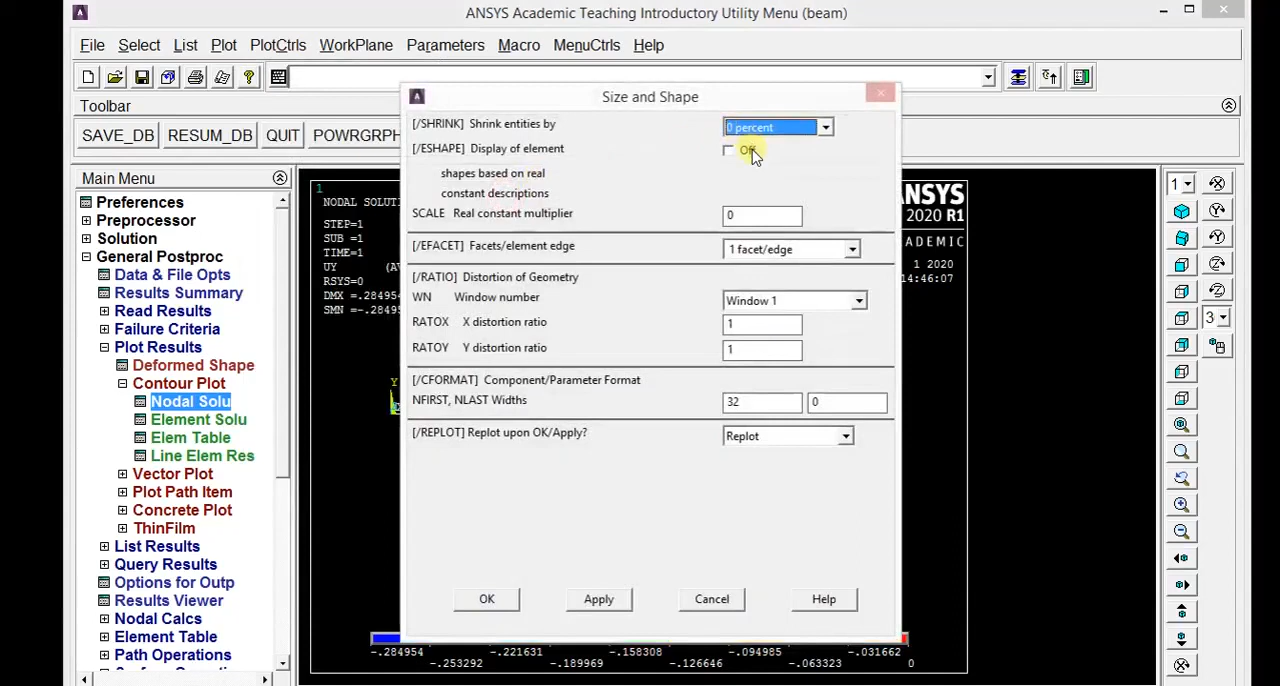 ANSYS Academic Teaching Introductory Utility Menu (beam)
File Select List Plot PlotCtrls WorkPlane Parameters Macro MenuCtrls Help
Toolbar
SAVE_DB RESUM_DB QUIT POWRGRPH
Main Menu
Preferences
Preprocessor
Solution
General Postproc
Data & File Opts
Results Summary
Read Results
Failure Criteria
Plot Results
Deformed Shape
Contour Plot
Nodal Solu
Element Solu
Elem Table
Line Elem Res
Vector Plot
Plot Path Item
Concrete Plot
ThinFilm
List Results
Query Results
Options for Outp
Results Viewer
Nodal Calcs
Element Table
Path Operations
1
NODAL SOLUTI
STEP=1
SUB =1
TIME=1
UY (AV
RSYS=0
DMX =.284954
SMN =-.28495
Y
Size and Shape
[/SHRINK] Shrink entities by 0 percent
[/ESHAPE] Display of element Off
shapes based on real
constant descriptions
SCALE Real constant multiplier 0
[/EFACET] Facets/element edge 1 facet/edge
[/RATIO] Distortion of Geometry
WN Window number Window 1
RATOX X distortion ratio 1
RATOY Y distortion ratio 1
[/CFORMAT] Component/Parameter Format
NFIRST, NLAST Widths 32 0
[/REPLOT] Replot upon OK/Apply? Replot
OK Apply Cancel Help
ANSYS
2020 R1
ADEMIC
1 2020
14:46:07
-.284954 -.221631 -.158308 -.094985 -.031662
-.253292 -.189969 -.126646 -.063323 0
1
3